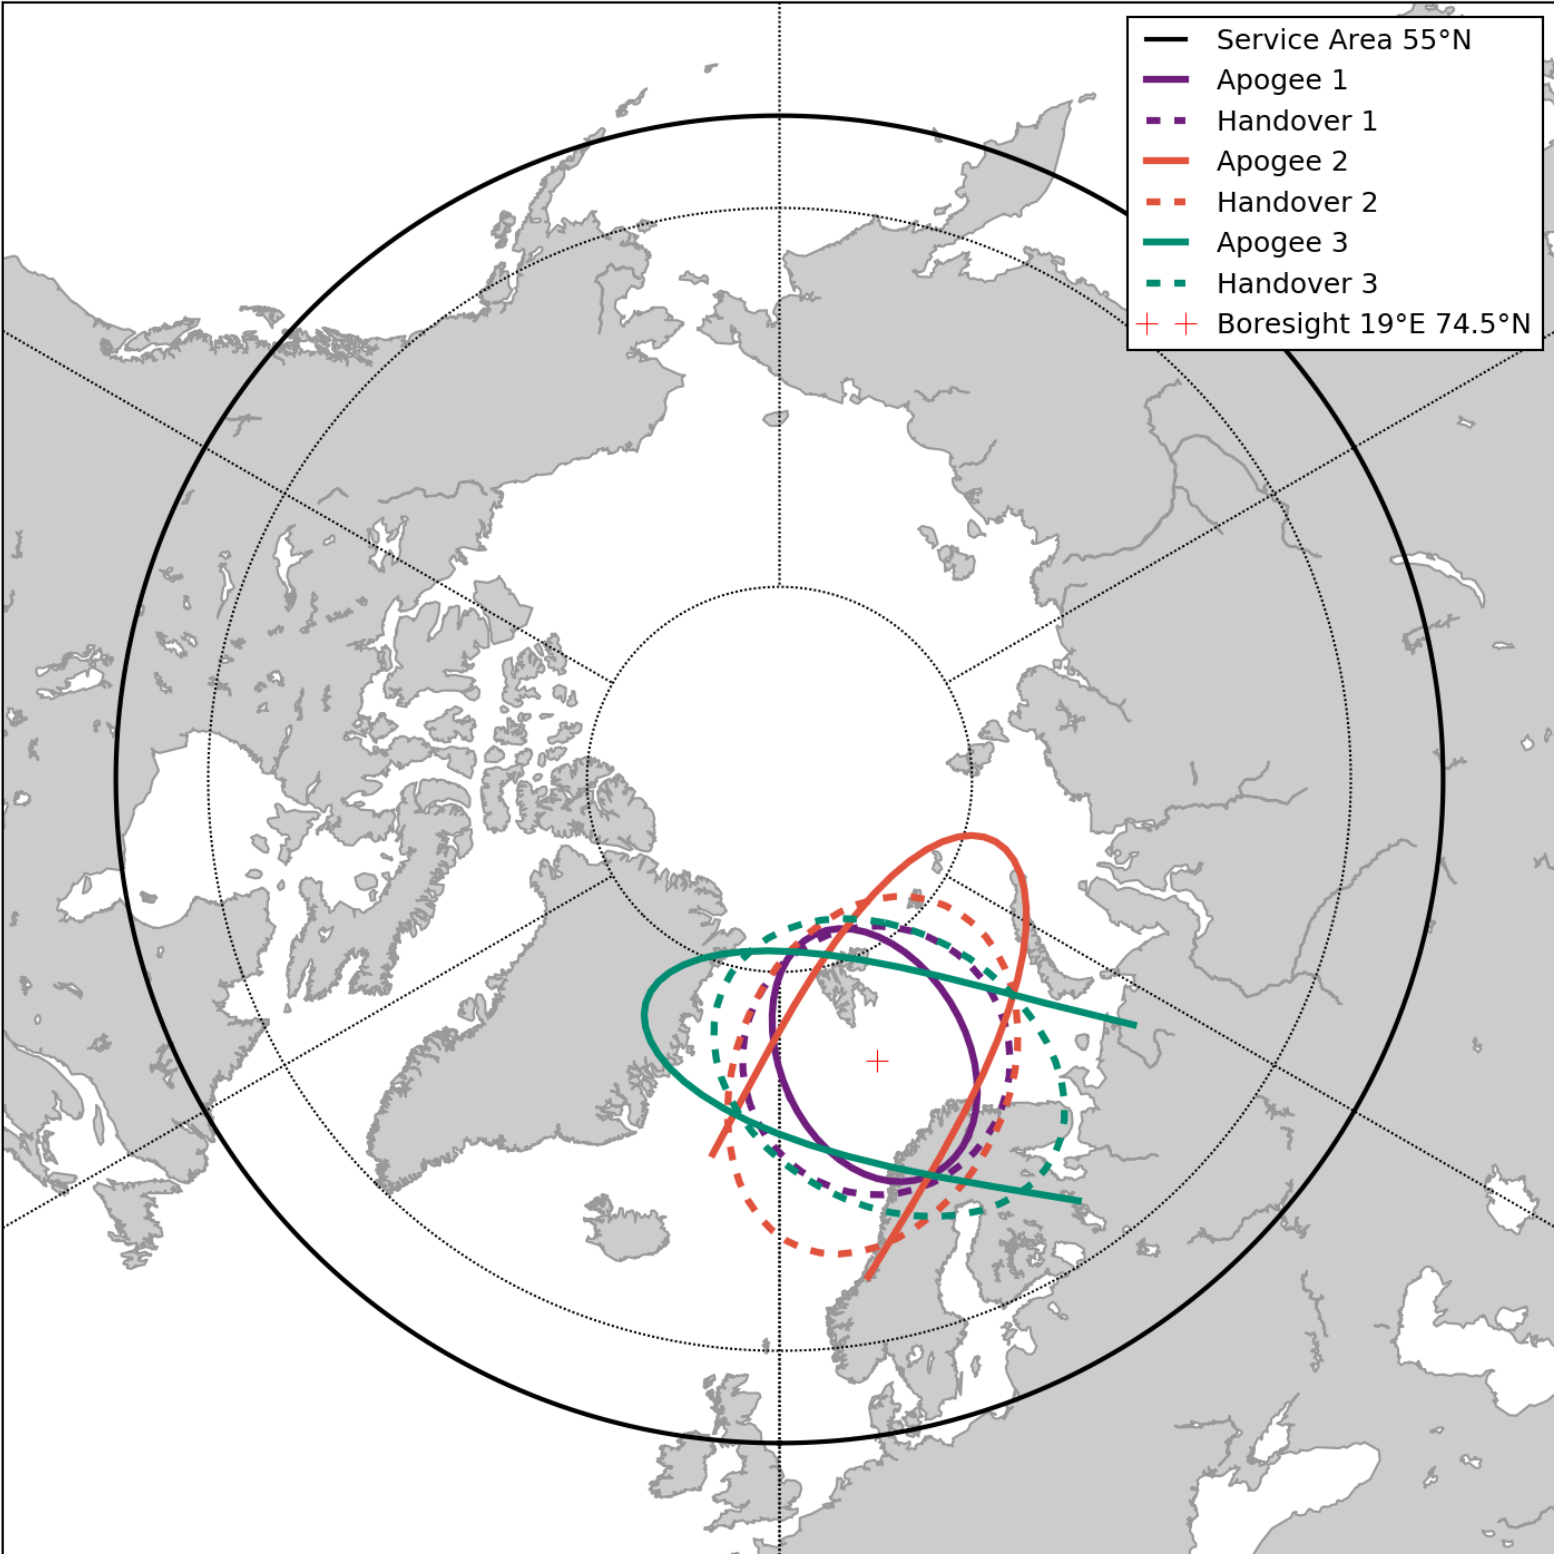 Service Area 55°N
Apogee 1
Handover 1
Apogee 2
Handover 2
Apogee 3
Handover 3
Boresight 19°E 74.5°N